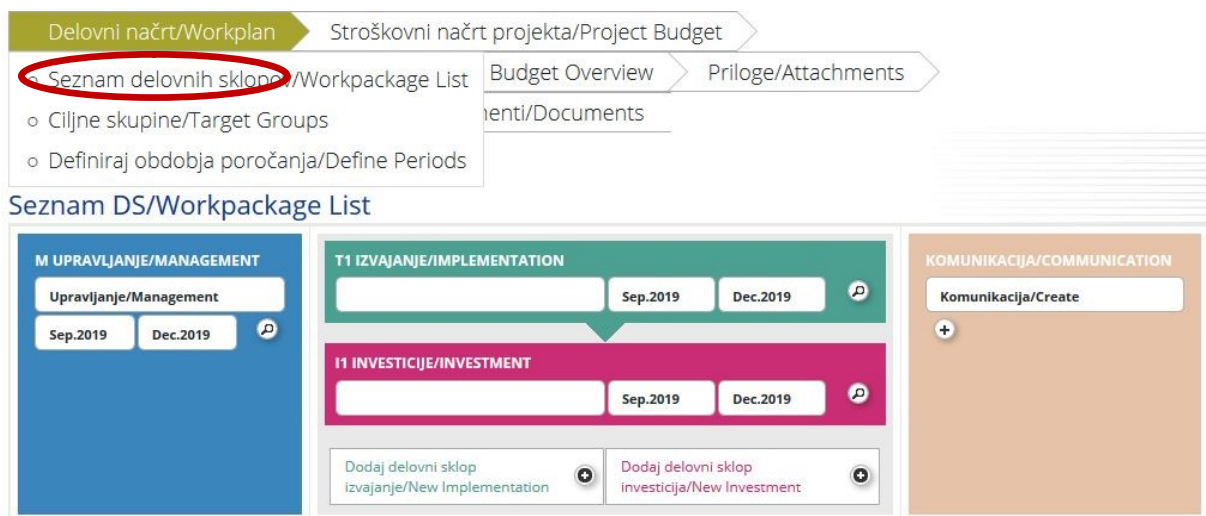 Delovni načrt/Workplan
Stroškovni načrt projekta/Project Budget
Seznam delovnih sklopov/Workpackage List
Budget Overview
Priloge/Attachments
Ciljne skupine/Target Groups
enti/Documents
Definiraj obdobja poročanja/Define Periods
Seznam DS/Workpackage List
M UPRAVLJANJE/MANAGEMENT
Upravljanje/Management
Sep.2019 Dec.2019
T1 IZVAJANJE/IMPLEMENTATION
Sep.2019 Dec.2019
I1 INVESTICIJE/INVESTMENT
Sep.2019 Dec.2019
Dodaj delovni sklop
izvajanje/New Implementation
Dodaj delovni sklop
investicija/New Investment
KOMUNIKACIJA/COMMUNICATION
Komunikacija/Create